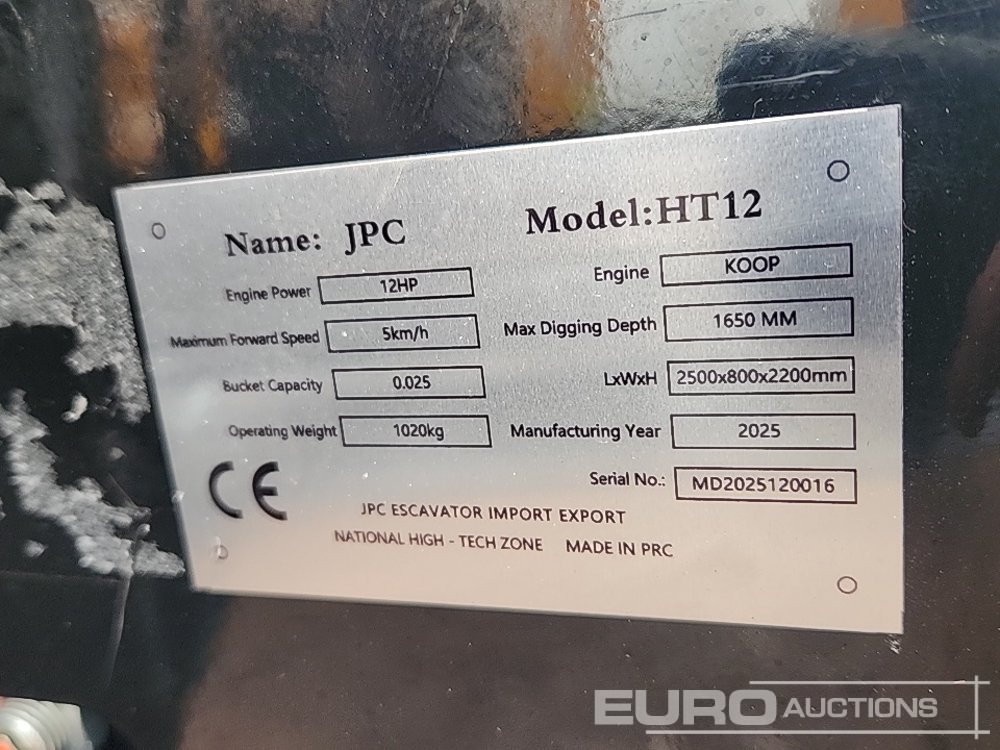 Name: JPC Model:HT12
Engine Power 12HP Engine KOOP
Maximum Forward Speed 5km/h Max Digging Depth 1650 MM
Bucket Capacity 0.025 LxWxH 2500x800x2200mm
Operating Weight 1020kg Manufacturing Year 2025
Serial No.: MD2025120016
CE
JPC ESCAVATOR IMPORT EXPORT
NATIONAL HIGH - TECH ZONE MADE IN PRC
EURO AUCTIONS